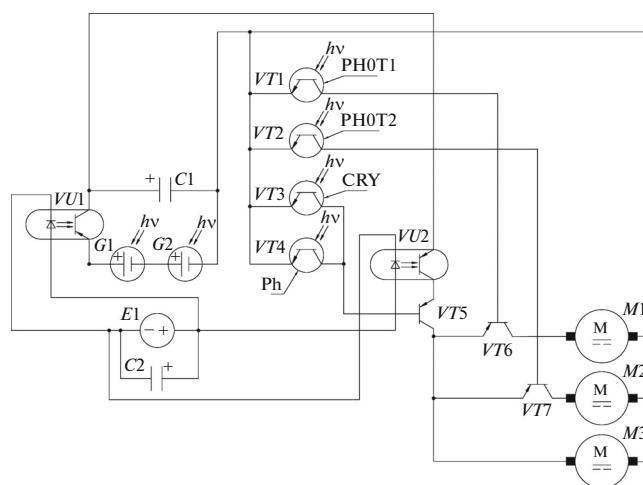 hν
PH0T1
VT1
hν
PH0T2
VT2
hν
C1
+
VT3
CRY
VU1
hν
hν
hν
G1
G2
VT4
VU2
+
+
Ph
E1
VT5
M1
− +
M
C2
+
VT6
M2
M
VT7
M3
M